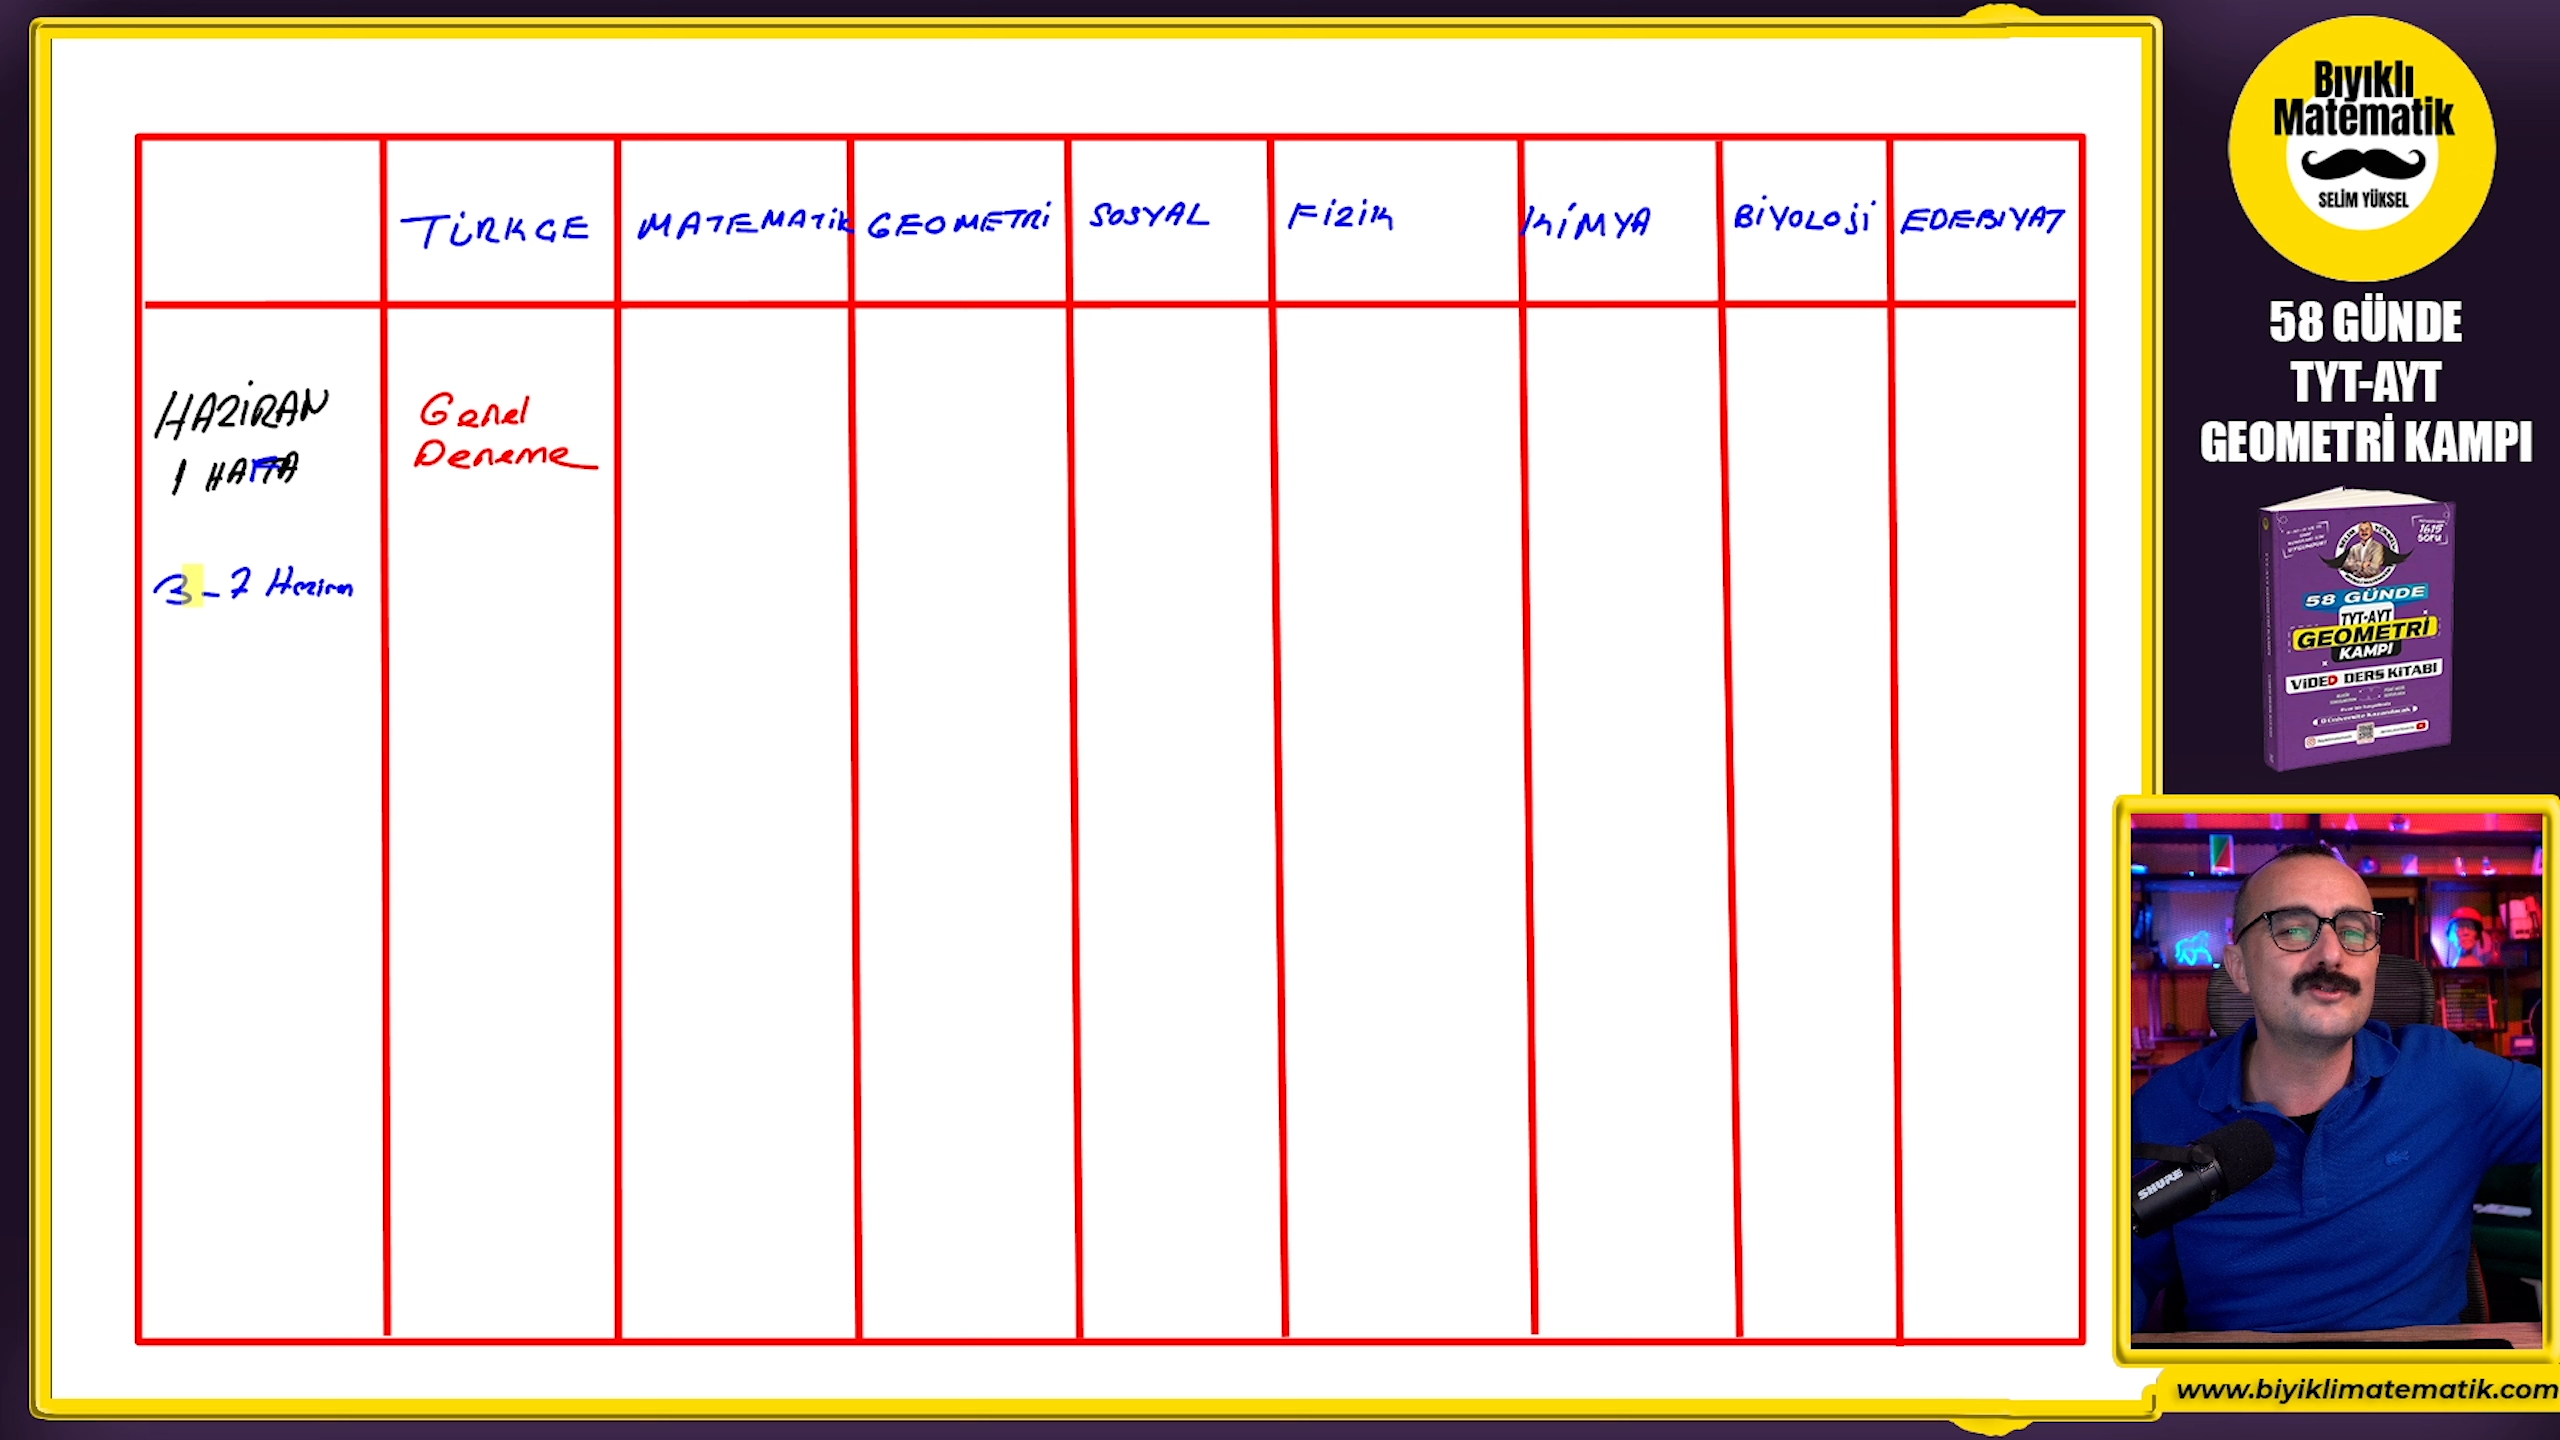 TÜRKÇE MATEMATİK GEOMETRİ SOSYAL FİZİK KİMYA BİYOLOJİ EDEBİYAT
HAZİRAN
1 HAFTA
Genel
Deneme
3-7 Haziran
Bıyıklı
Matematik
SELİM YÜKSEL
58 GÜNDE
TYT-AYT
GEOMETRİ KAMPI
1615
SORU
58 GÜNDE
TYT-AYT
GEOMETRİ
KAMPI
VİDEO DERS KİTABI
SHURE
www.biyiklimatematik.com